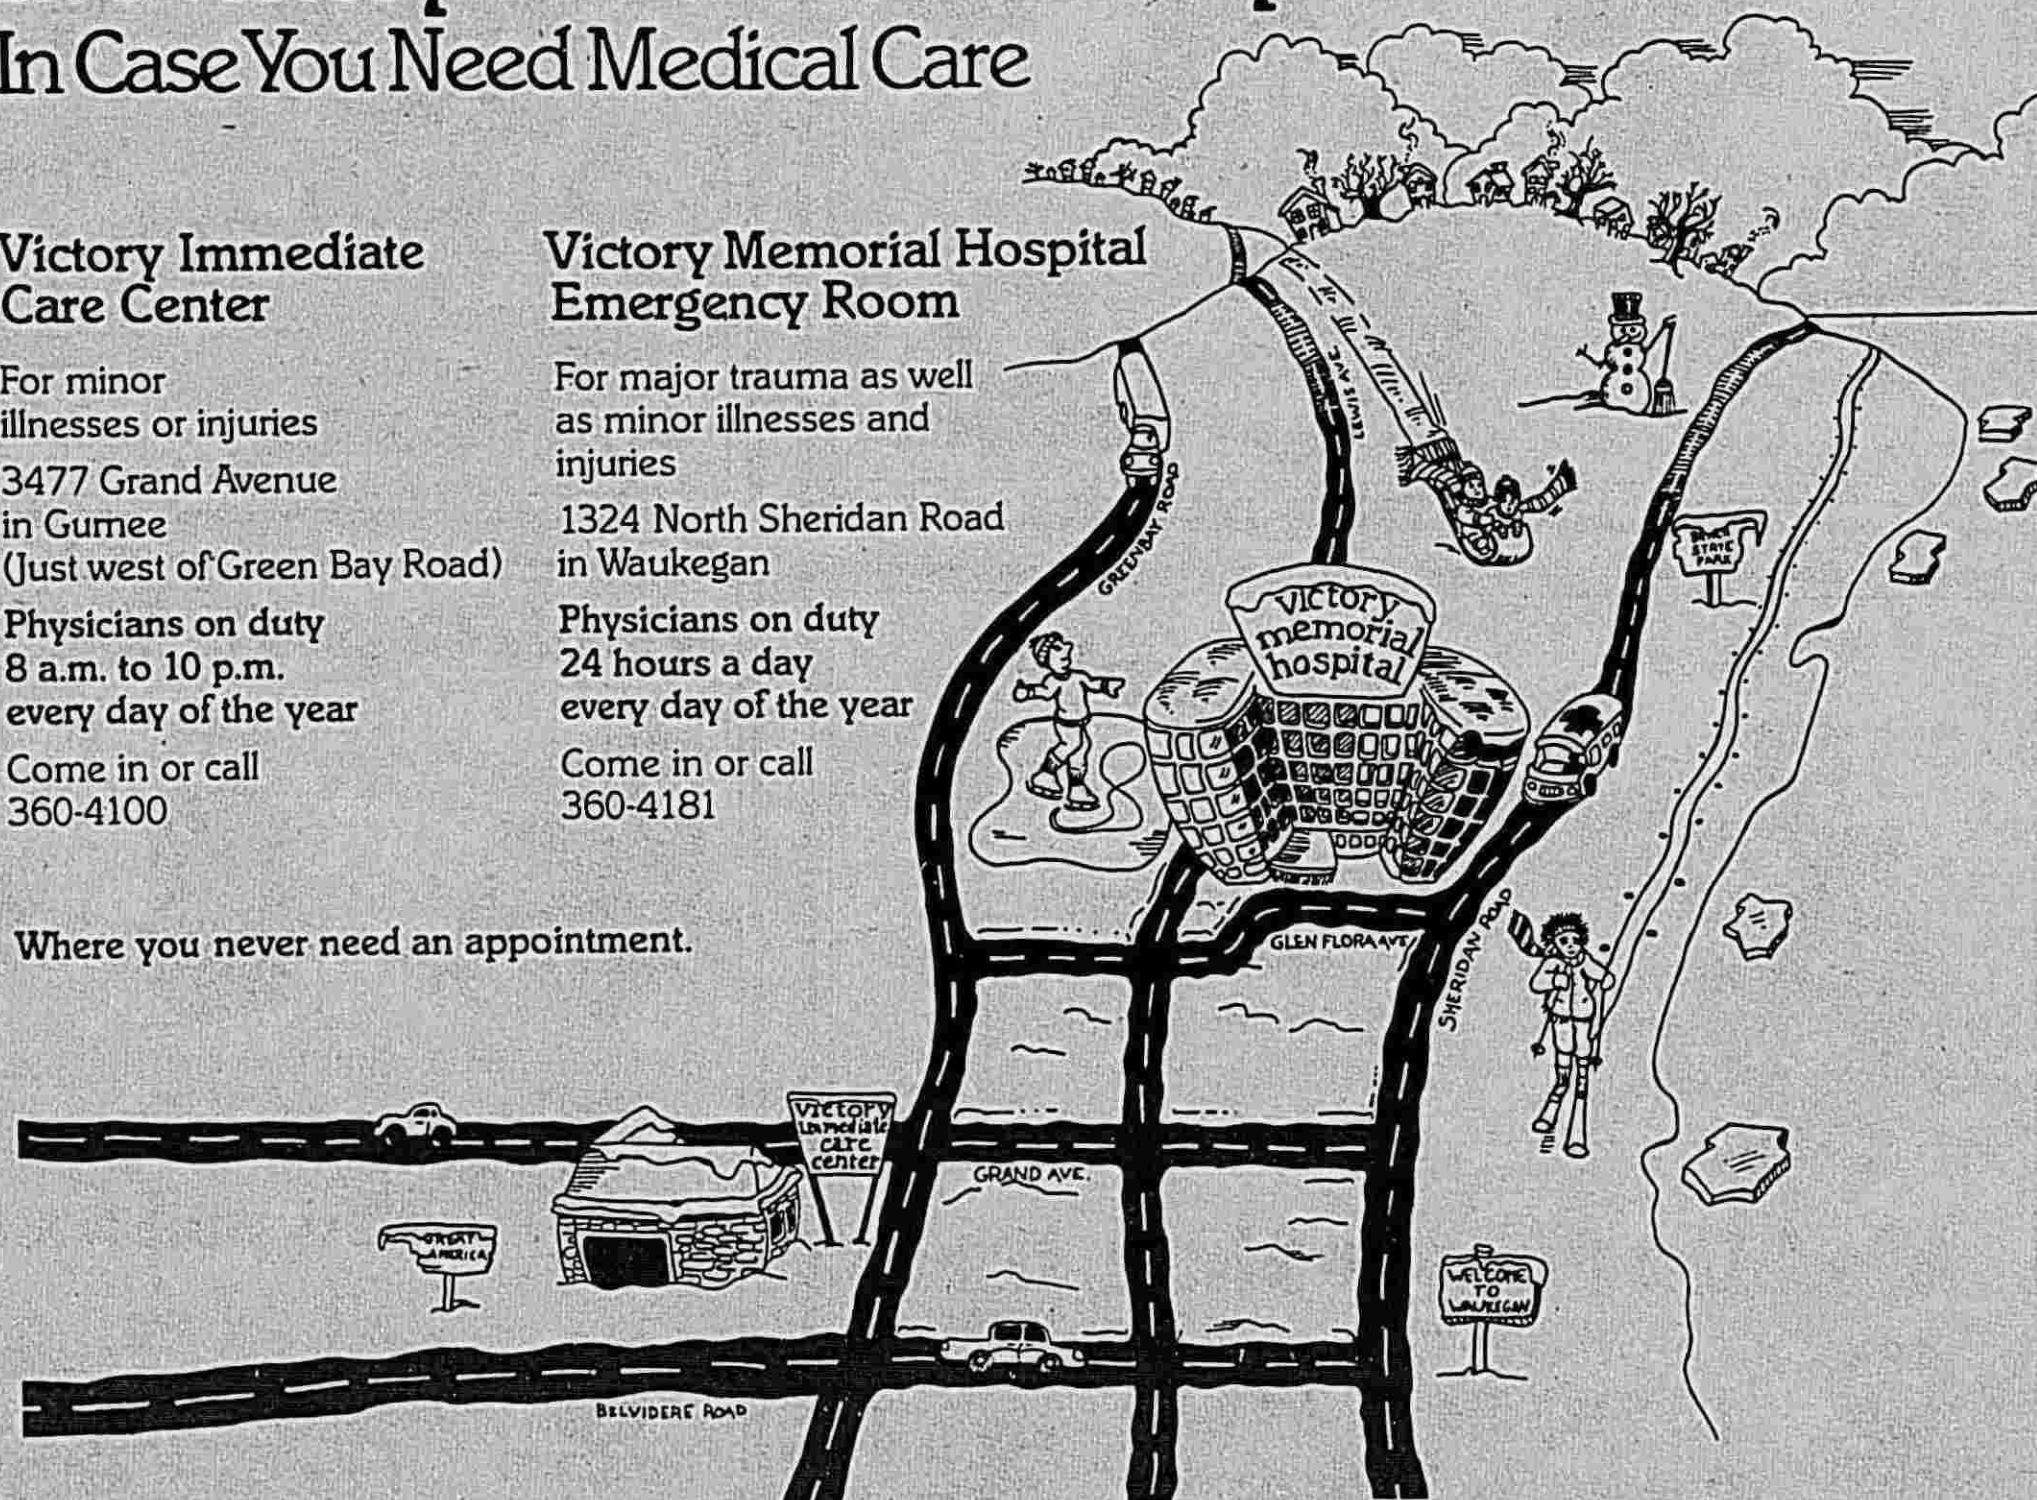 In Case You Need Medical Care
Victory Immediate
Care Center
For minor
illnesses or injuries
3477 Grand Avenue
in Gurnee
(Just west of Green Bay Road)
Physicians on duty
8 a.m. to 10 p.m.
every day of the year
Come in or call
360-4100
Victory Memorial Hospital
Emergency Room
For major trauma as well
as minor illnesses and
injuries
1324 North Sheridan Road
in Waukegan
Physicians on duty
24 hours a day
every day of the year
Come in or call
360-4181
Where you never need an appointment.
LEWIS AVE
GREENBAY ROAD
STATE
PARK
victory
memorial
hospital
GLEN FLORA AVE
SHERIDAN ROAD
VICTORY
Immediate
care
center
GRAND AVE.
GREAT
AMERICA
WELCOME
TO
WAUKEGAN
BELVIDERE ROAD